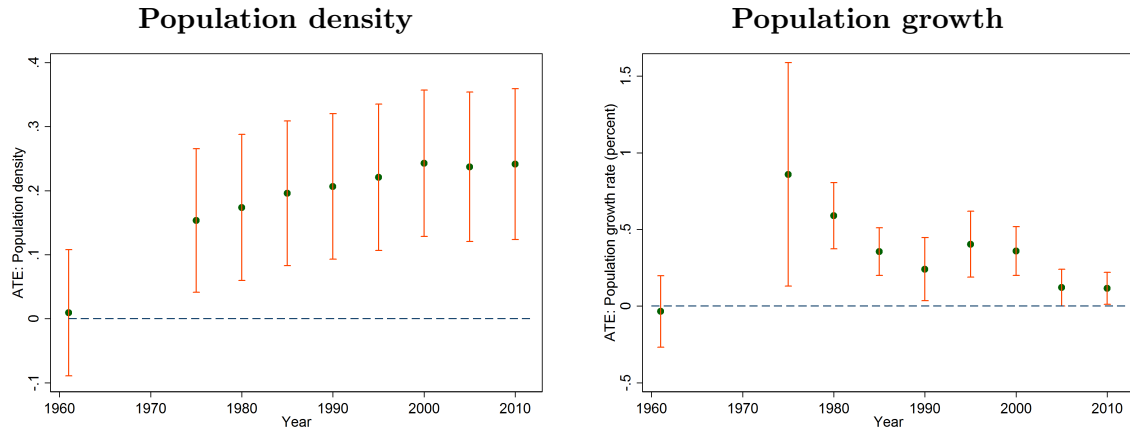 Population density
ATE: Population density
.4
.3
.2
.1
0
-.1
1960 1970 1980 1990 2000 2010
Year
Population growth
ATE: Population growth rate (percent)
1.5
1
.5
0
-.5
1960 1970 1980 1990 2000 2010
Year